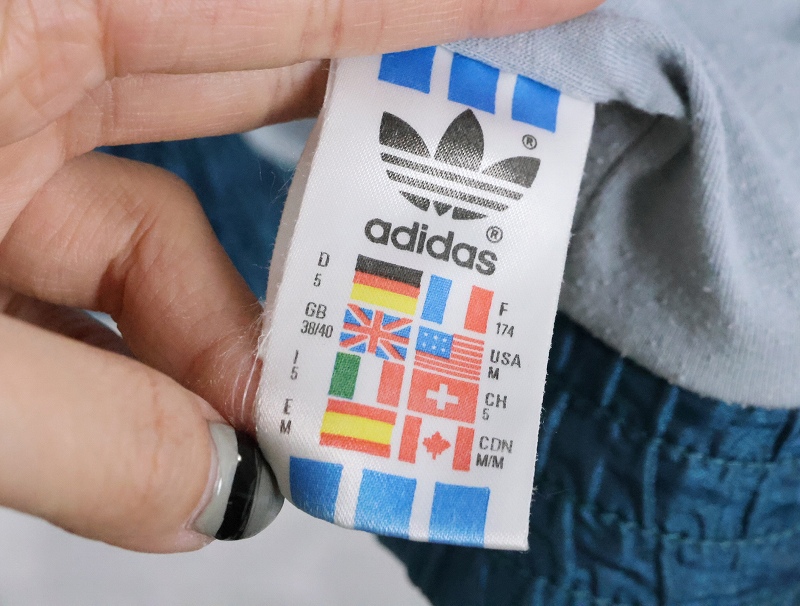 ®
adidas®
D
5
F
174
GB
38/40
USA
M
I
5
CH
5
E
M
CDN
M/M